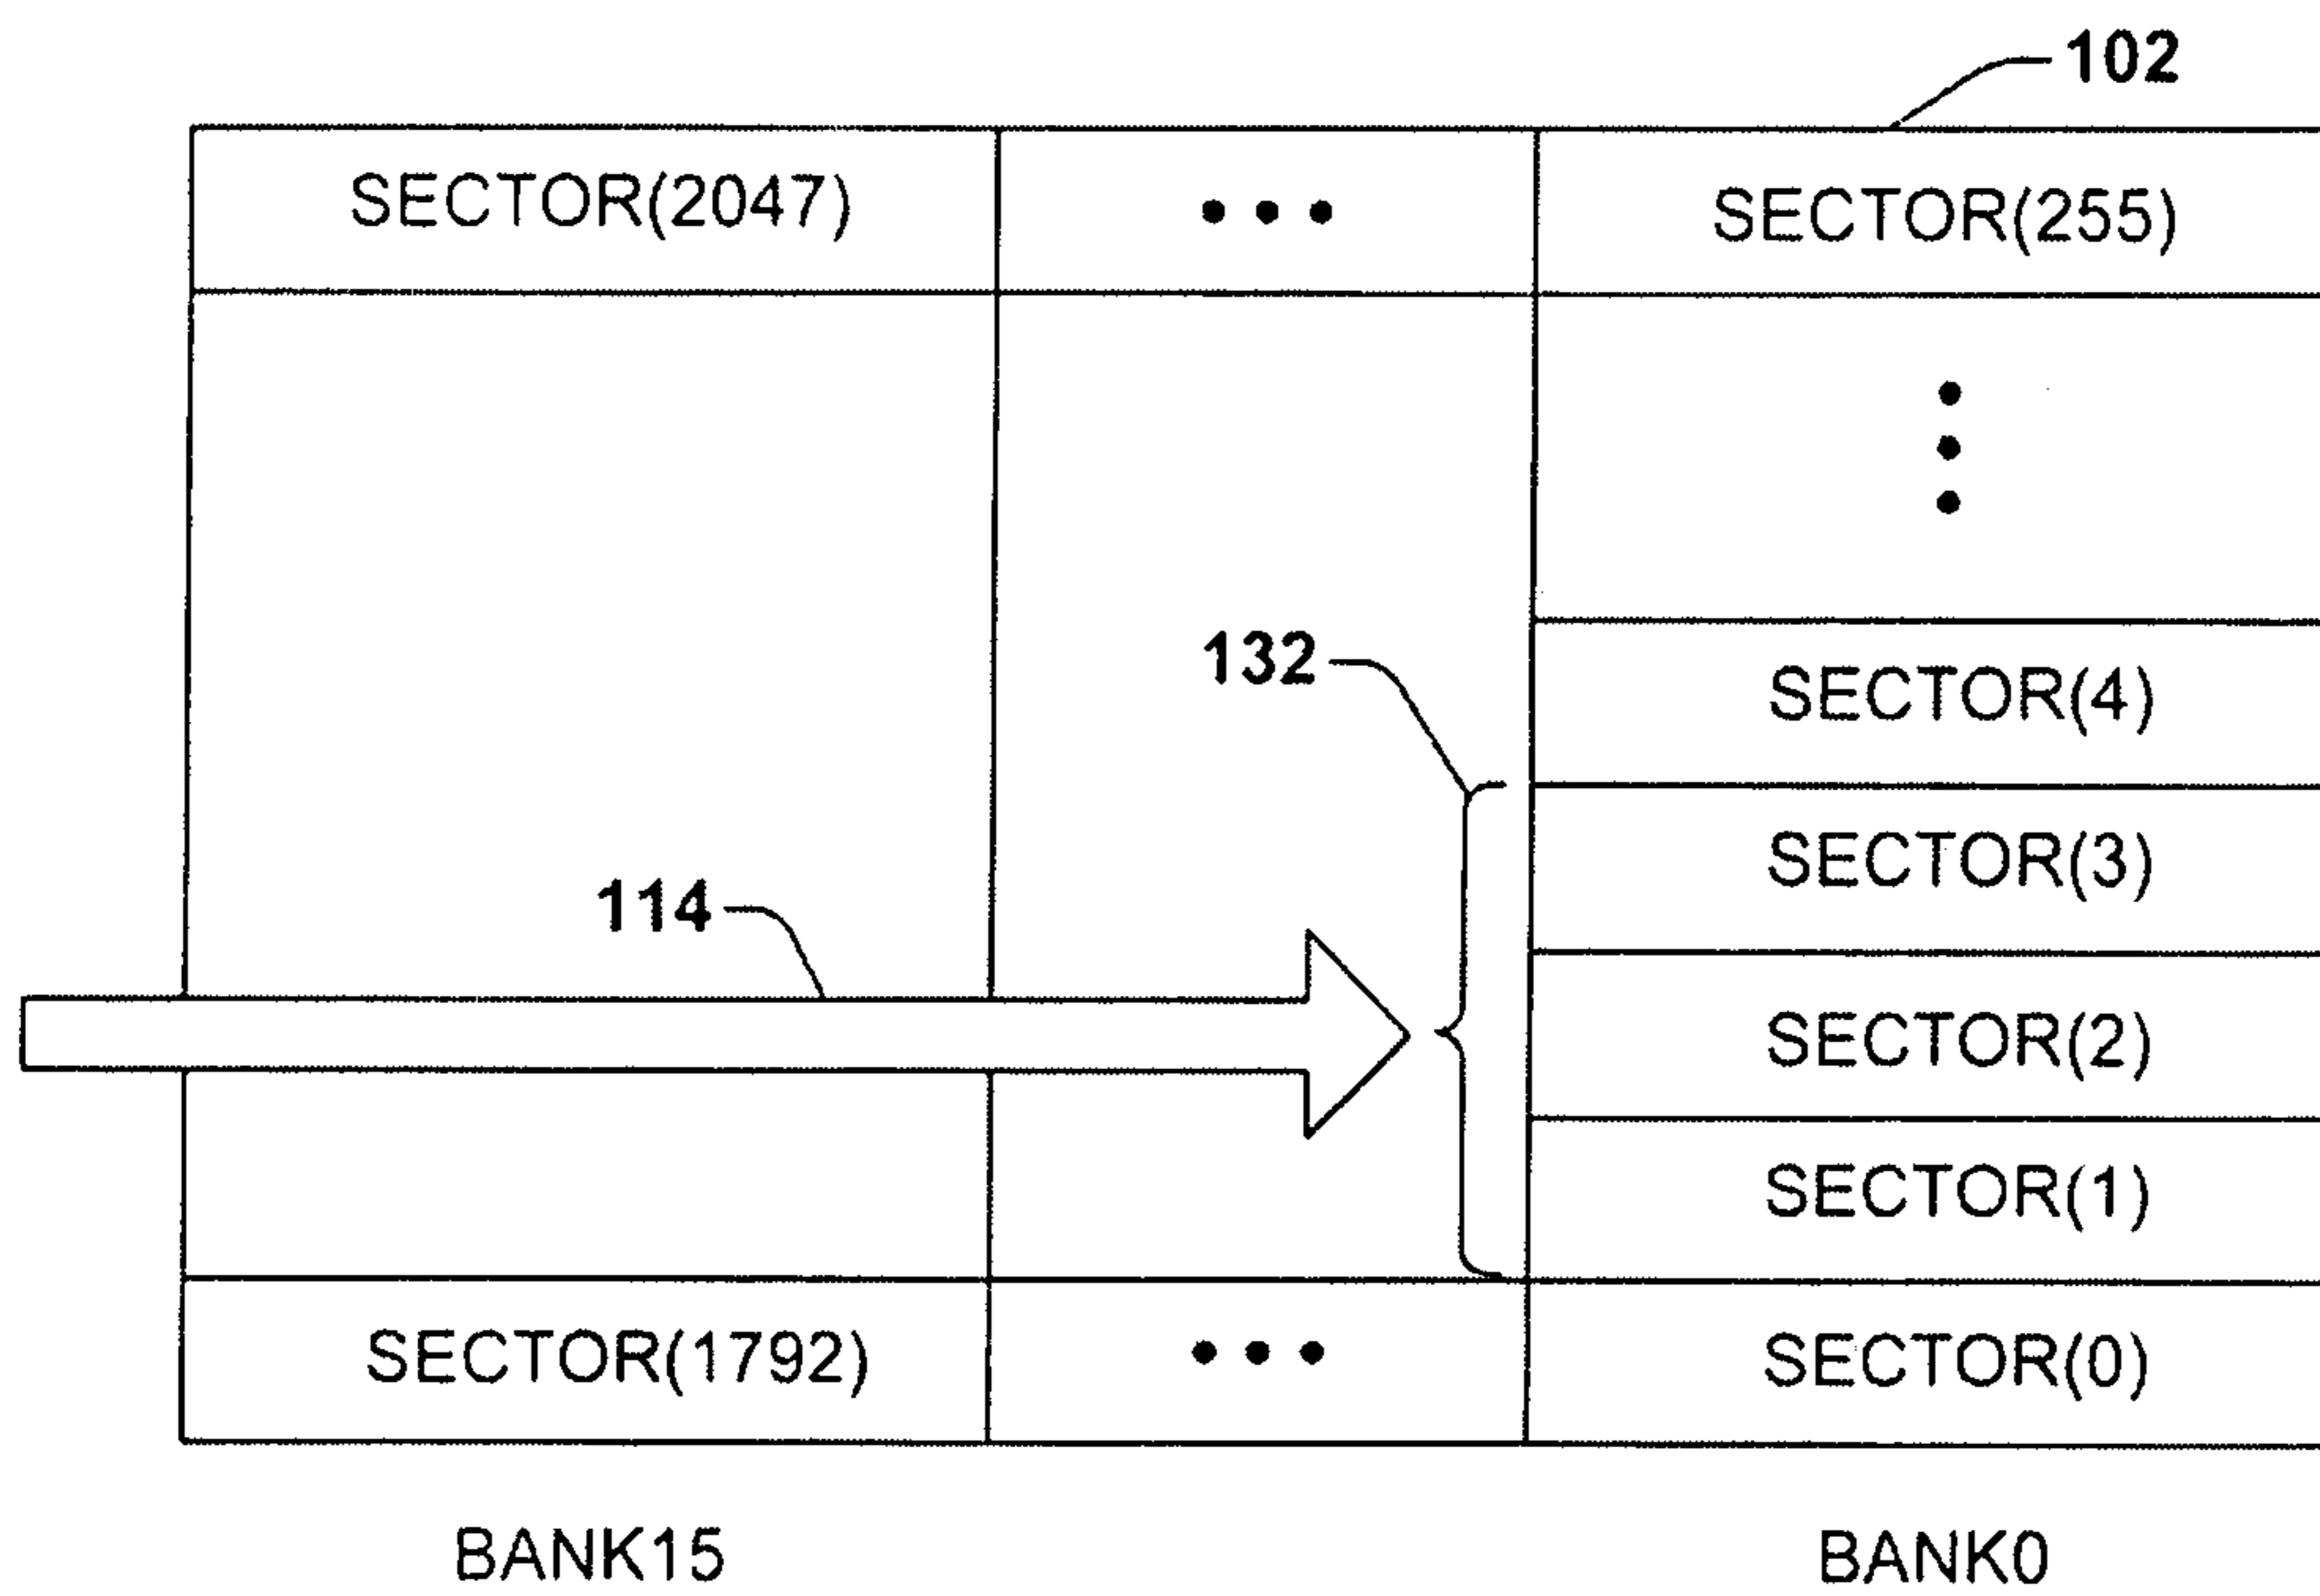 102
SECTOR(2047) • • • SECTOR(255)
132
SECTOR(4)
SECTOR(3)
114
SECTOR(2)
SECTOR(1)
SECTOR(1792) • • • SECTOR(0)
BANK15 BANK0